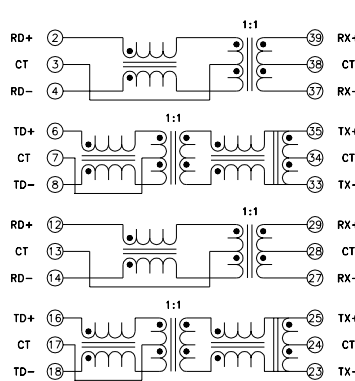 1:1
RD+ 2 39 RX+
CT 3 38 CT
RD- 4 37 RX-
1:1
TD+ 6 35 TX+
CT 7 34 CT
TD- 8 33 TX-
1:1
RD+ 12 29 RX+
CT 13 28 CT
RD- 14 27 RX-
1:1
TD+ 16 25 TX+
CT 17 24 CT
TD- 18 23 TX-